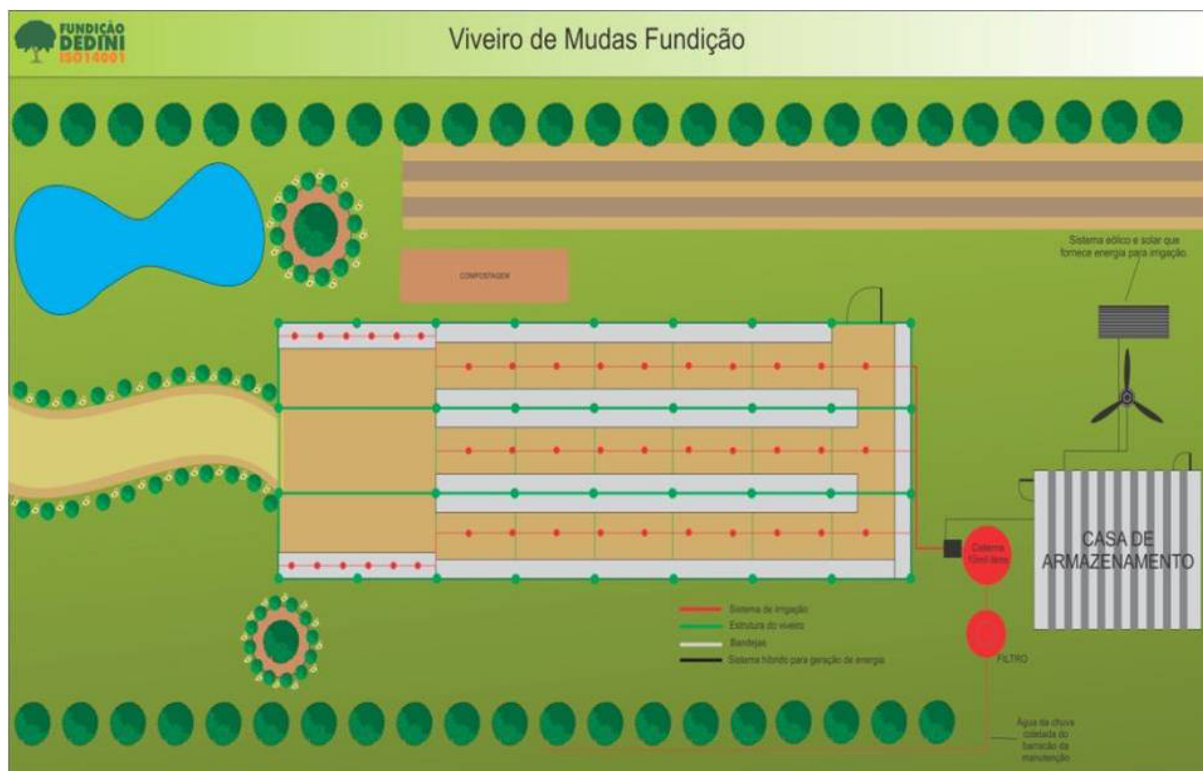 FUNDIÇÃO
DEDINI
ISO14001
Viveiro de Mudas Fundição
Sistema eólico e solar que
fornece energia para irrigação.
COMPOSTAGEM
CASA DE
ARMAZENAMENTO
Cisterna
Sistema de irrigação
Estrutura do viveiro
Bandejas
Sistema híbrido para geração de energia
FILTRO
Água da chuva
coletada do
barracão da
manutenção